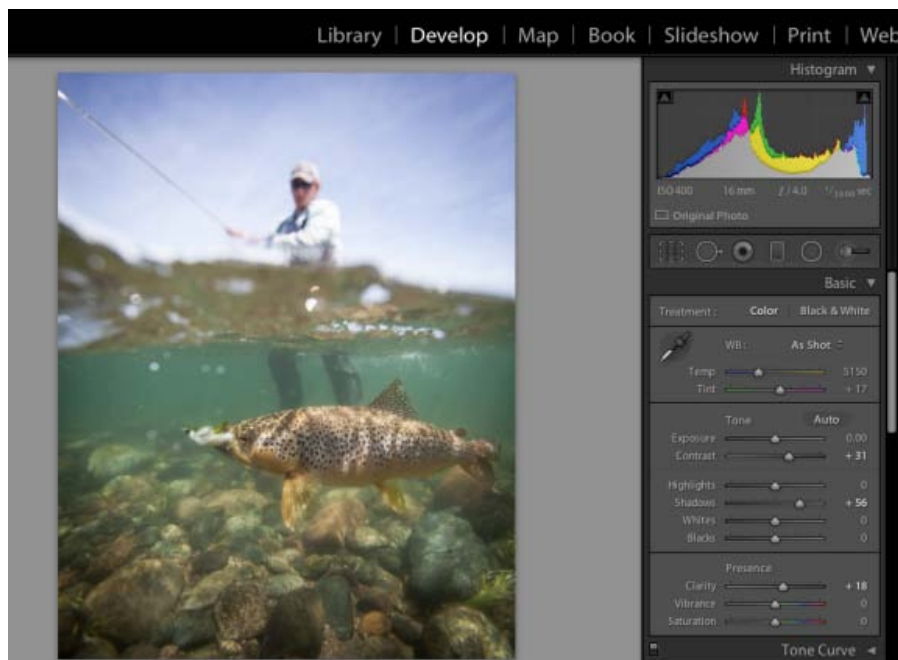 Library | Develop | Map | Book | Slideshow | Print | Web
Histogram
ISO 400 16 mm f / 4.0 sec
Original Photo
Basic
Treatment : Color Black & White
WB: As Shot
Temp 5150
Tint + 17
Tone Auto
Exposure 0.00
Contrast + 31
Highlights 0
Shadows + 56
Whites 0
Blacks 0
Presence
Clarity + 18
Vibrance 0
Saturation 0
Tone Curve